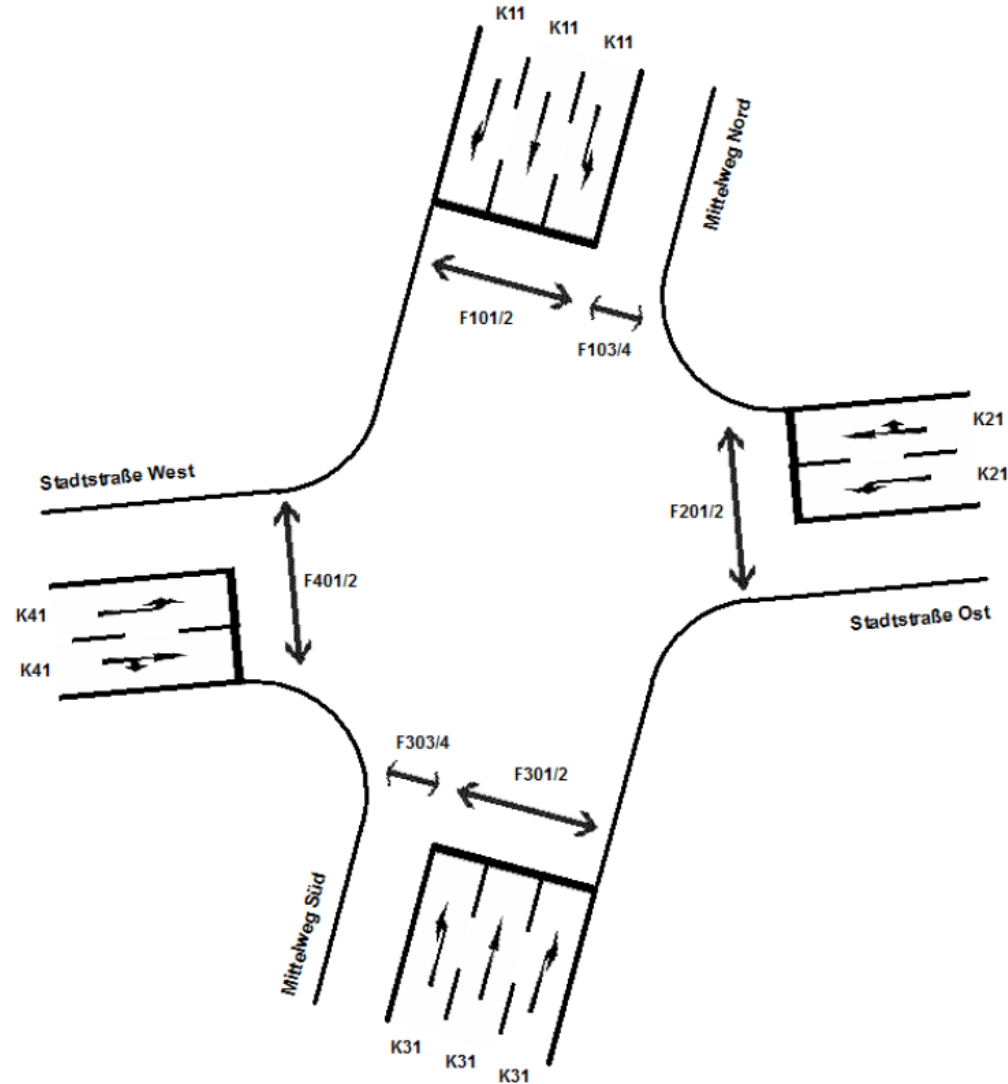 K11
K11
K11
Mittelweg Nord
F101/2
F103/4
K21
K21
Stadtstraße West
F201/2
F401/2
K41
K41
Stadtstraße Ost
F303/4
F301/2
Mittelweg Süd
K31
K31
K31